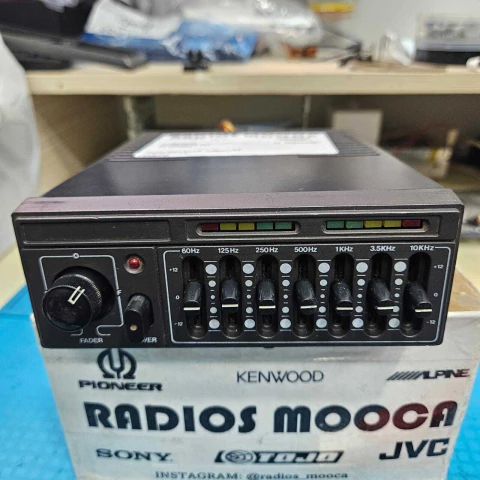 60Hz 125Hz 250Hz 500Hz 1KHz 3.5KHz 10KHz
+12 +12
0 0
-12 -12
FADER
PIONEER KENWOOD ALPINE
RADIOS MOOCA
SONY TOJO JVC
INSTAGRAM: @radios_mooca